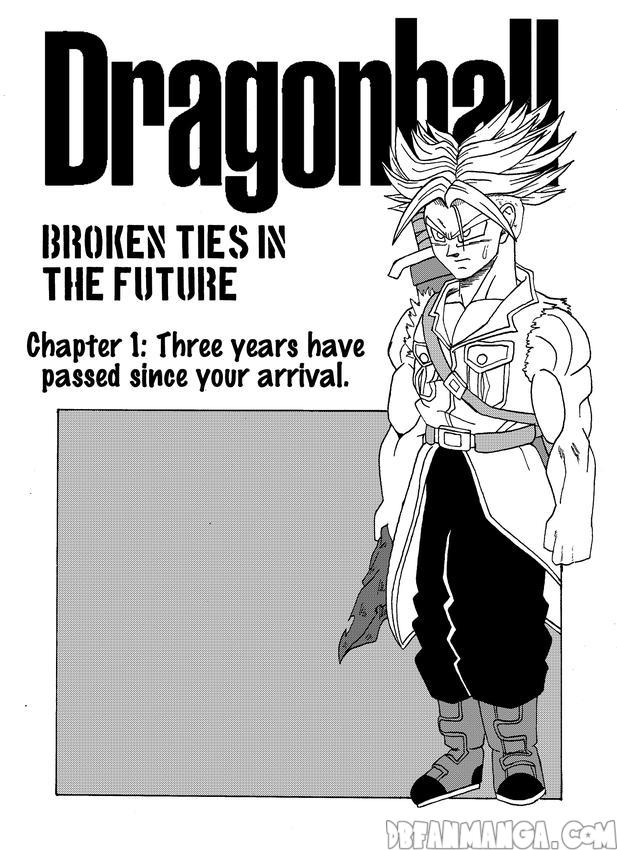 Dragonball
BROKEN TIES IN
THE FUTURE
Chapter 1: Three years have
passed since your arrival.
DBFANMANGA.COM